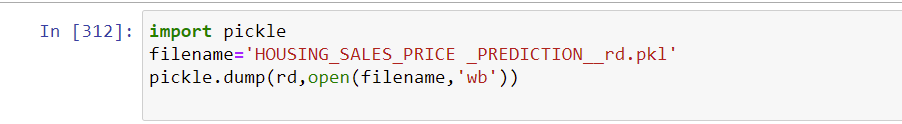 In [312]: import pickle
filename='HOUSING_SALES_PRICE _PREDICTION__rd.pkl'
pickle.dump(rd,open(filename,'wb'))